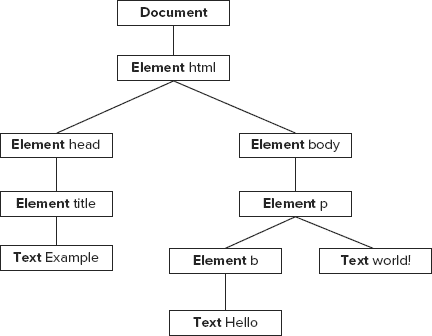 Document
Element html
Element head
Element body
Element title
Element p
Text Example
Element b
Text world!
Text Hello